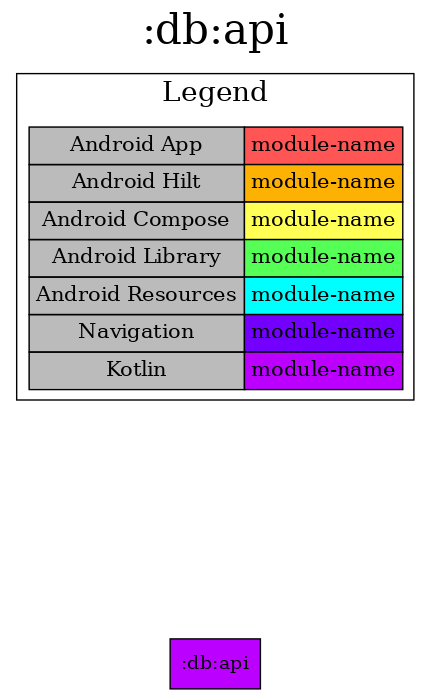 :db:api
Legend
Android App module-name
Android Hilt module-name
Android Compose module-name
Android Library module-name
Android Resources module-name
Navigation module-name
Kotlin module-name
:db:api